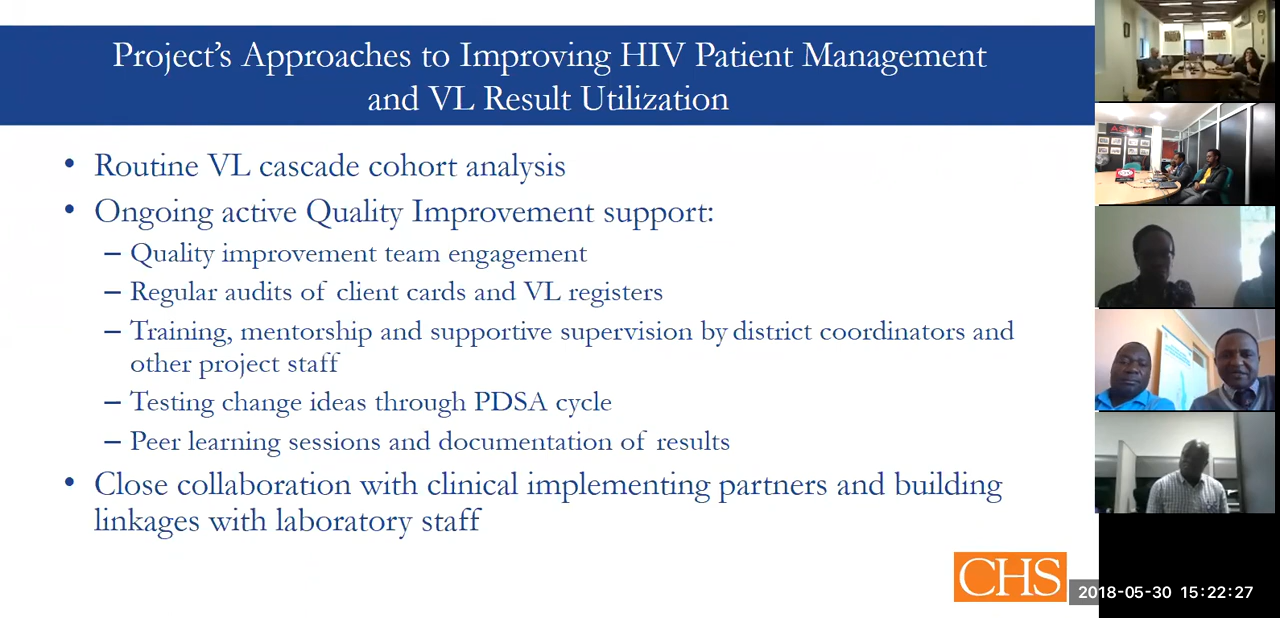 Project's Approaches to Improving HIV Patient Management
and VL Result Utilization
• Routine VL cascade cohort analysis
• Ongoing active Quality Improvement support:
– Quality improvement team engagement
– Regular audits of client cards and VL registers
– Training, mentorship and supportive supervision by district coordinators and
other project staff
– Testing change ideas through PDSA cycle
– Peer learning sessions and documentation of results
• Close collaboration with clinical implementing partners and building
linkages with laboratory staff
CHS
2018-05-30 15:22:27